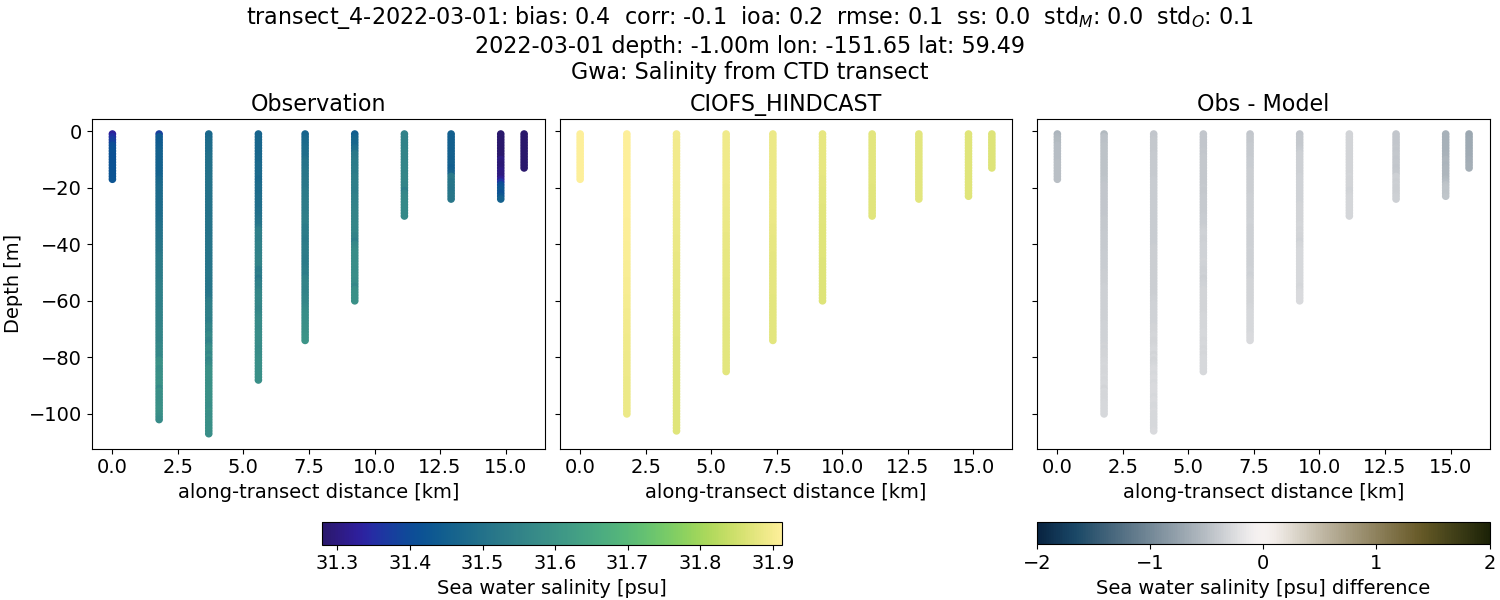 transect_4-2022-03-01: bias: 0.4 corr: -0.1 ioa: 0.2 rmse: 0.1 ss: 0.0 std_M: 0.0 std_O: 0.1
2022-03-01 depth: -1.00m lon: -151.65 lat: 59.49
Gwa: Salinity from CTD transect
Observation
CIOFS_HINDCAST
Obs - Model
Depth [m]
0
−20
−40
−60
−80
−100
0.0 2.5 5.0 7.5 10.0 12.5 15.0
along-transect distance [km]
0.0 2.5 5.0 7.5 10.0 12.5 15.0
along-transect distance [km]
0.0 2.5 5.0 7.5 10.0 12.5 15.0
along-transect distance [km]
31.3 31.4 31.5 31.6 31.7 31.8 31.9
Sea water salinity [psu]
−2 −1 0 1 2
Sea water salinity [psu] difference